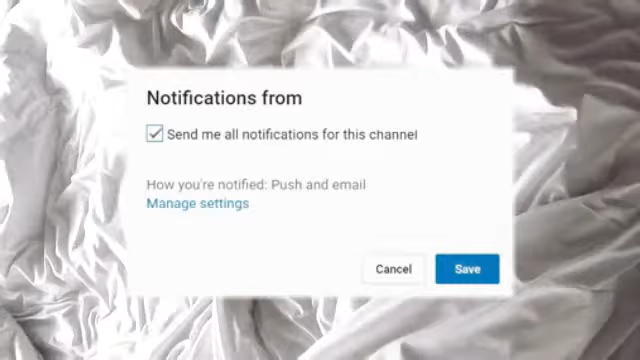 Notifications from
Send me all notifications for this channel
How you're notified: Push and email
Manage settings
Cancel
Save